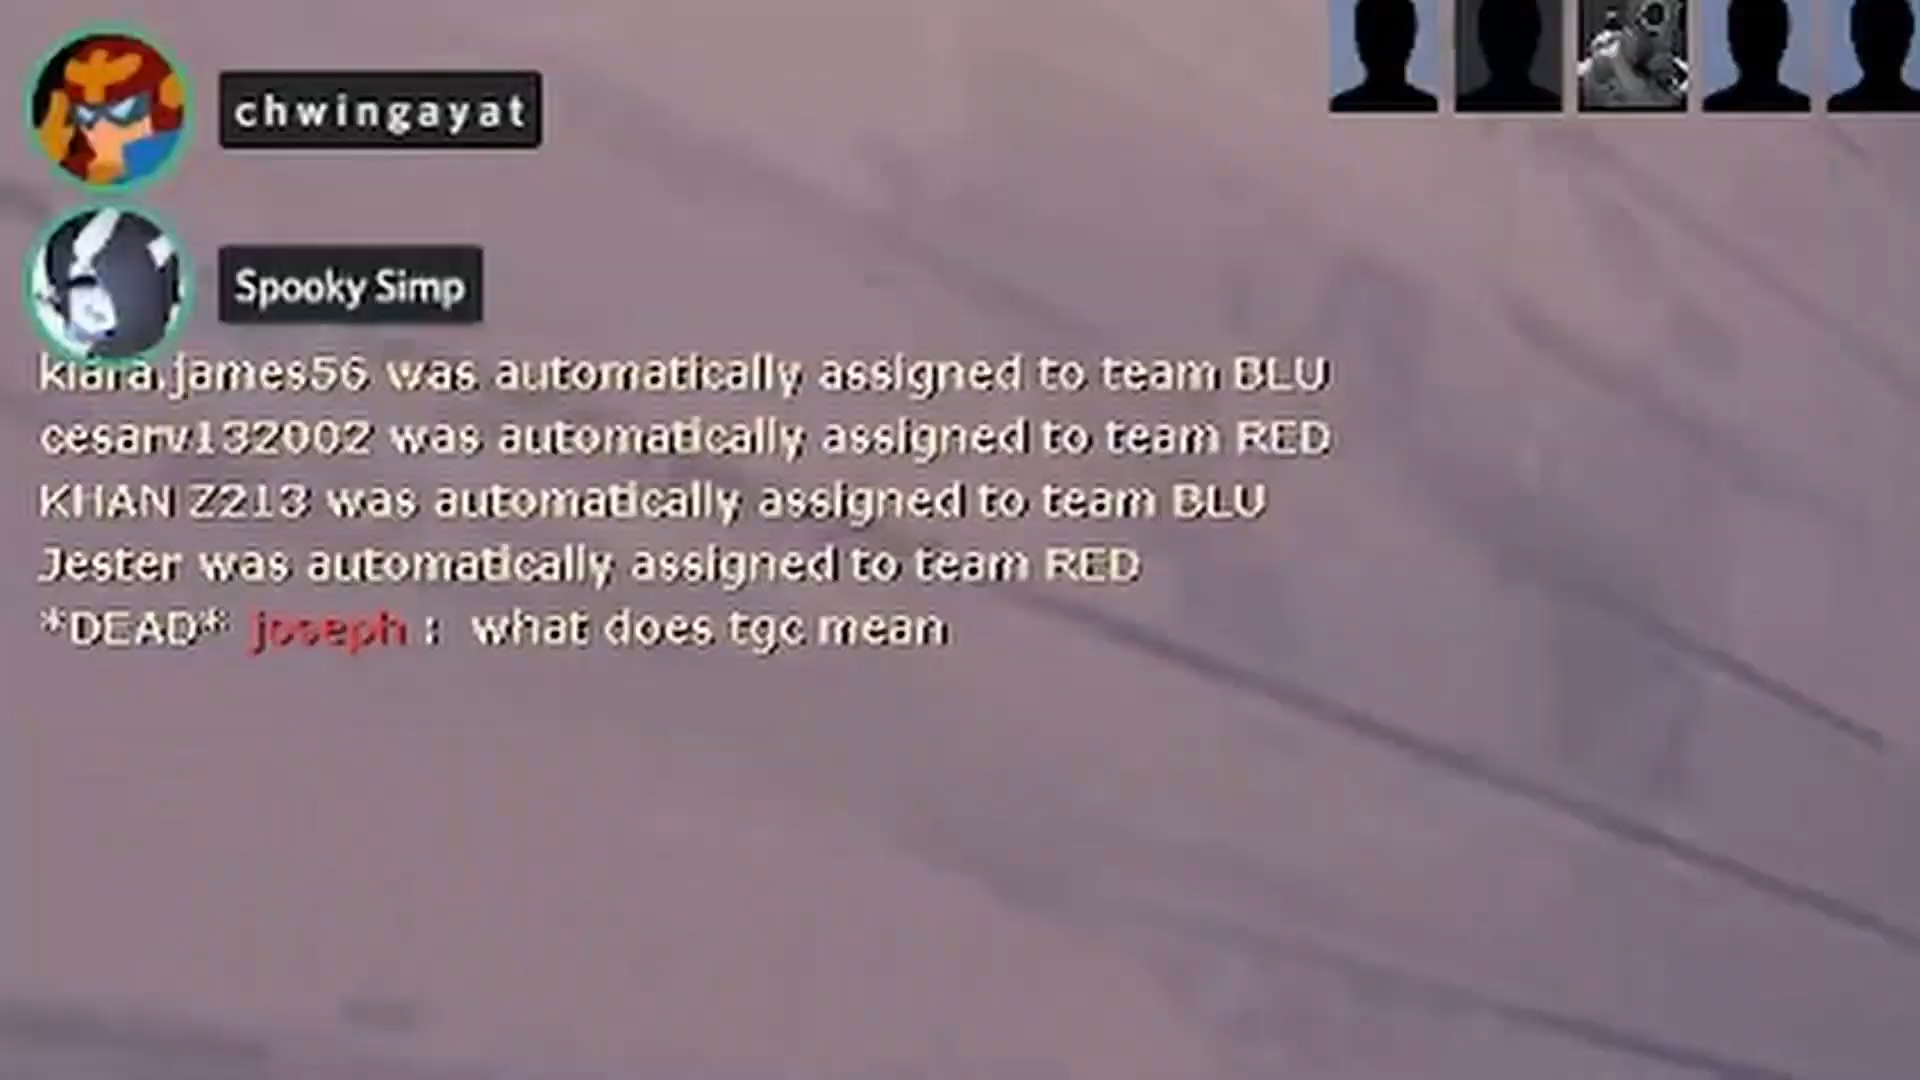 chwingayat
Spooky Simp
kiara.james56 was automatically assigned to team BLU
cesarv132002 was automatically assigned to team RED
KHAN Z213 was automatically assigned to team BLU
Jester was automatically assigned to team RED
*DEAD* joseph :  what does tgc mean